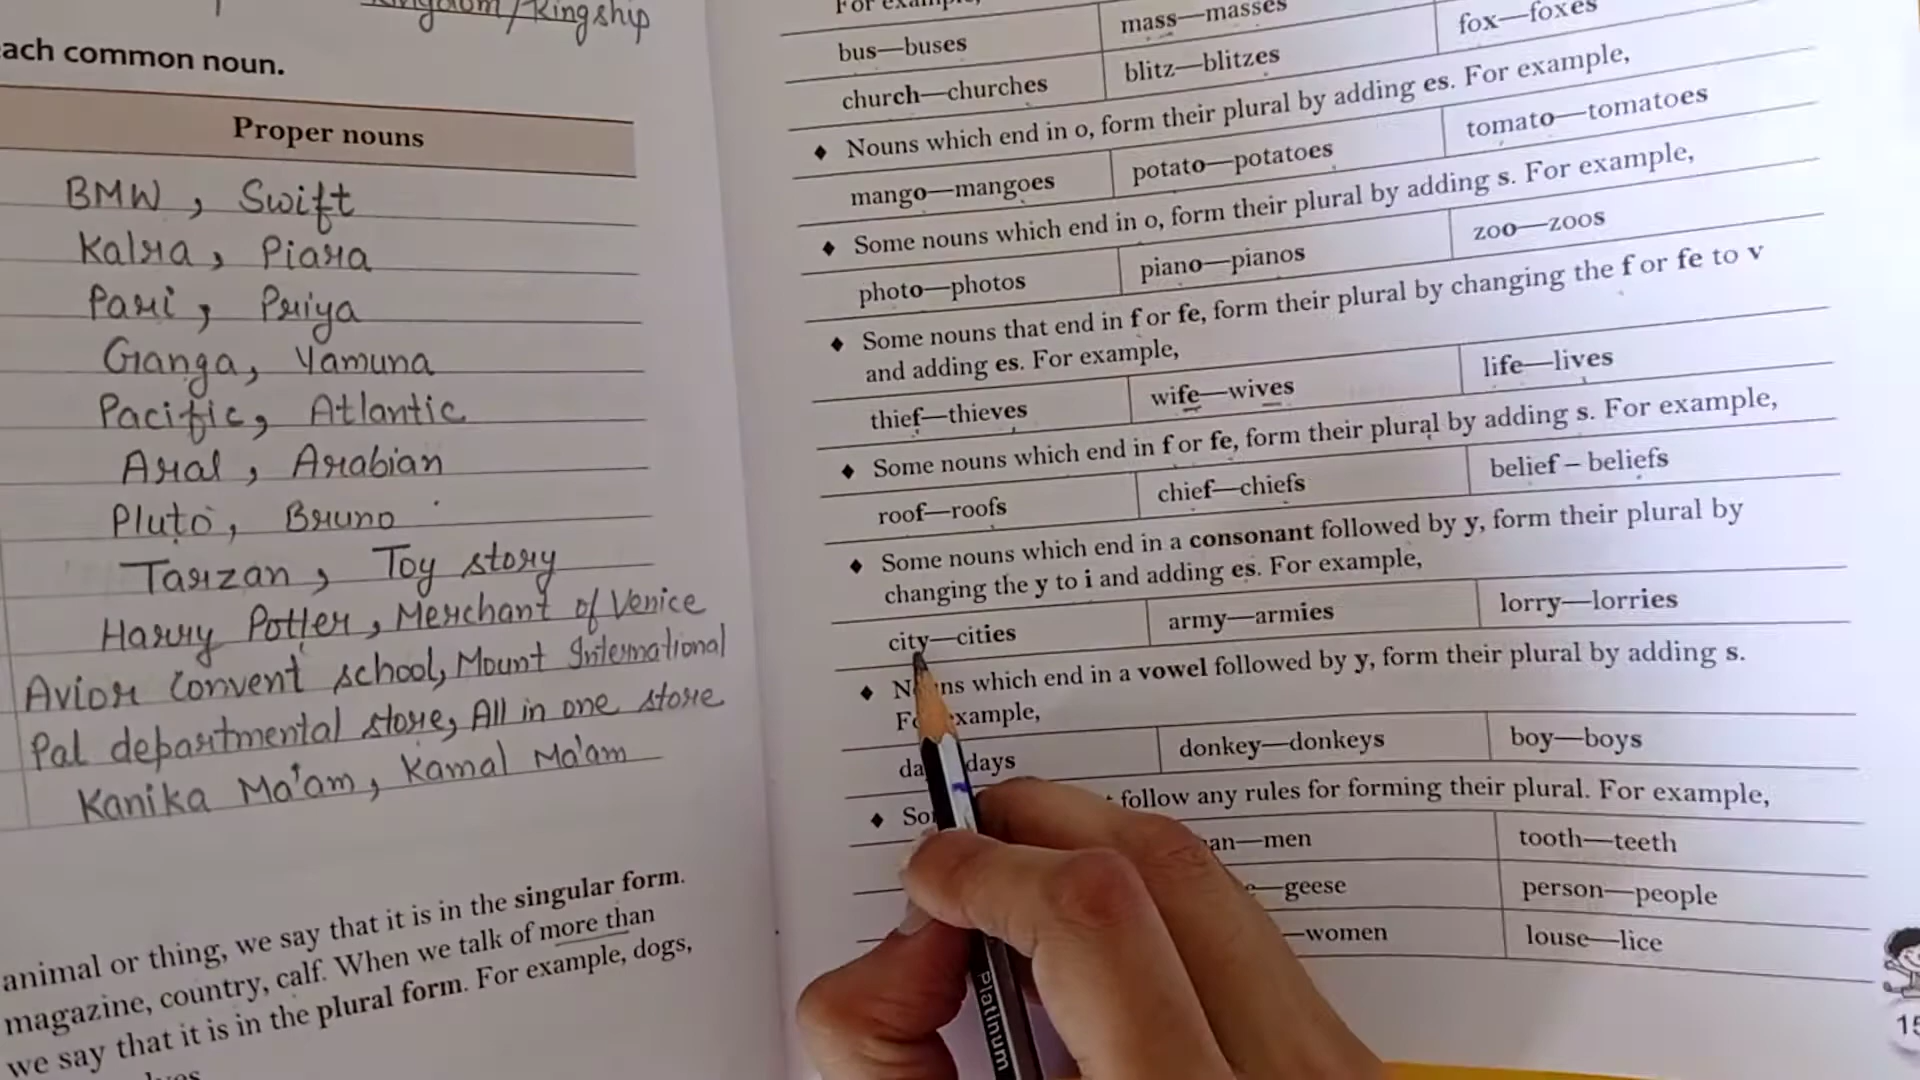 Kingdom/Kingship
each common noun.
Proper nouns
BMW, Swift
Kalra, Piara
Pari, Priya
Ganga, Yamuna
Pacific, Atlantic
Aral, Arabian
Pluto, Bruno
Tarzan, Toy story
Harry Potter, Merchant of Venice
Avior Convent school, Mount International
Pal departmental store, All in one store
Kanika Ma'am, Kamal Ma'am
animal or thing, we say that it is in the singular form.
magazine, country, calf. When we talk of more than
we say that it is in the plural form. For example, dogs,
For example,
bus—buses mass—masses fox—foxes
church—churches blitz—blitzes
♦ Nouns which end in o, form their plural by adding es. For example,
mango—mangoes potato—potatoes tomato—tomatoes
♦ Some nouns which end in o, form their plural by adding s. For example,
photo—photos piano—pianos zoo—zoos
♦ Some nouns that end in f or fe, form their plural by changing the f or fe to v
and adding es. For example,
thief—thieves wife—wives life—lives
♦ Some nouns which end in f or fe, form their plural by adding s. For example,
roof—roofs chief—chiefs belief – beliefs
♦ Some nouns which end in a consonant followed by y, form their plural by
changing the y to i and adding es. For example,
city—cities army—armies lorry—lorries
♦ Nouns which end in a vowel followed by y, form their plural by adding s.
example,
days donkey—donkeys boy—boys
♦ follow any rules for forming their plural. For example,
—men tooth—teeth
—geese person—people
—women louse—lice
Platinum